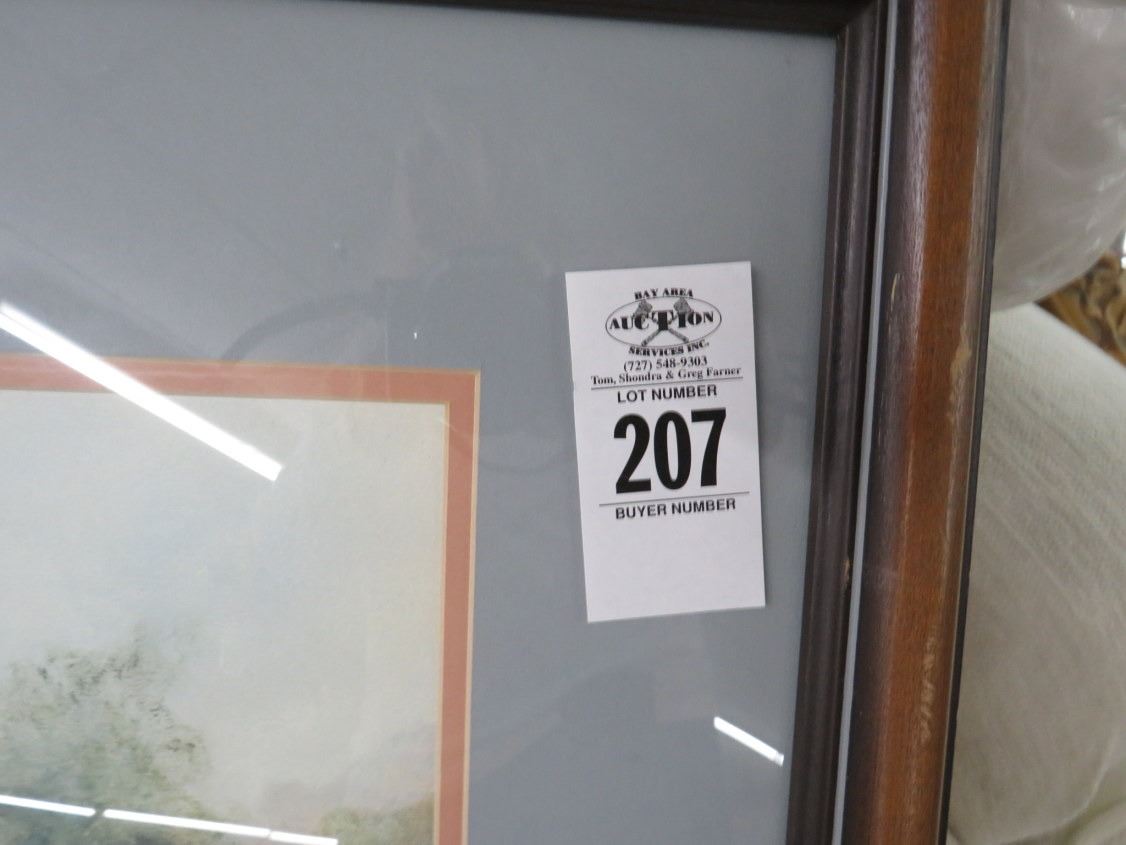 BAY AREA
AUCTION
SERVICES INC.
(727) 548-9303
Tom, Shondra & Greg Farner
LOT NUMBER
207
BUYER NUMBER